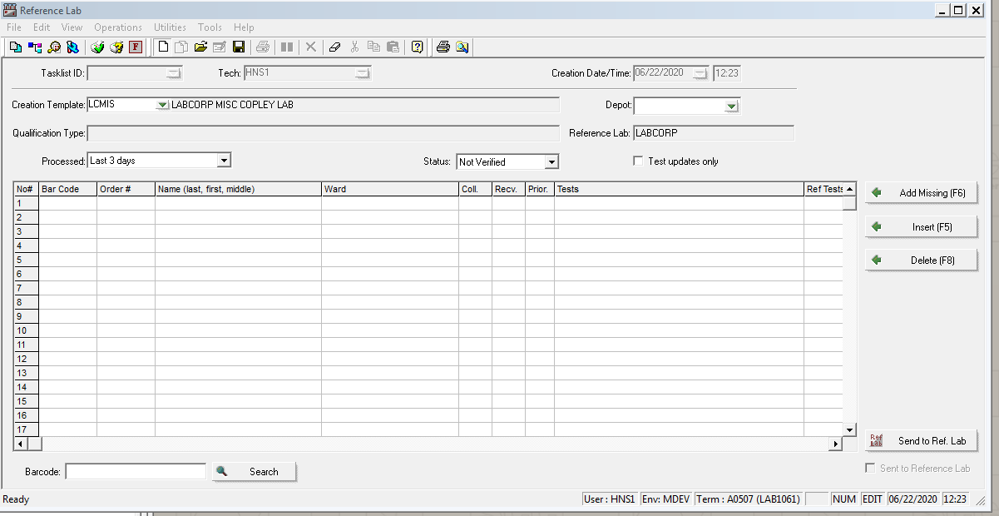 Reference Lab
File Edit View Operations Utilities Tools Help
F
Tasklist ID: Tech: HNS1 Creation Date/Time: 06/22/2020 12:23
Creation Template: LCMIS LABCORP MISC COPLEY LAB Depot:
Qualification Type: Reference Lab: LABCORP
Processed: Last 3 days Status: Not Verified Test updates only
No# Bar Code Order # Name (last, first, middle) Ward Coll. Recv. Prior. Tests Ref Tests
1
Add Missing (F6)
2
3
4
Insert (F5)
5
6
Delete (F8)
7
8
9
10
11
12
13
14
15
16
17
Ref Lab Send to Ref. Lab
Barcode: Search Sent to Reference Lab
Ready User : HNS1 Env: MDEV Term : A0507 (LAB1061) NUM EDIT 06/22/2020 12:23